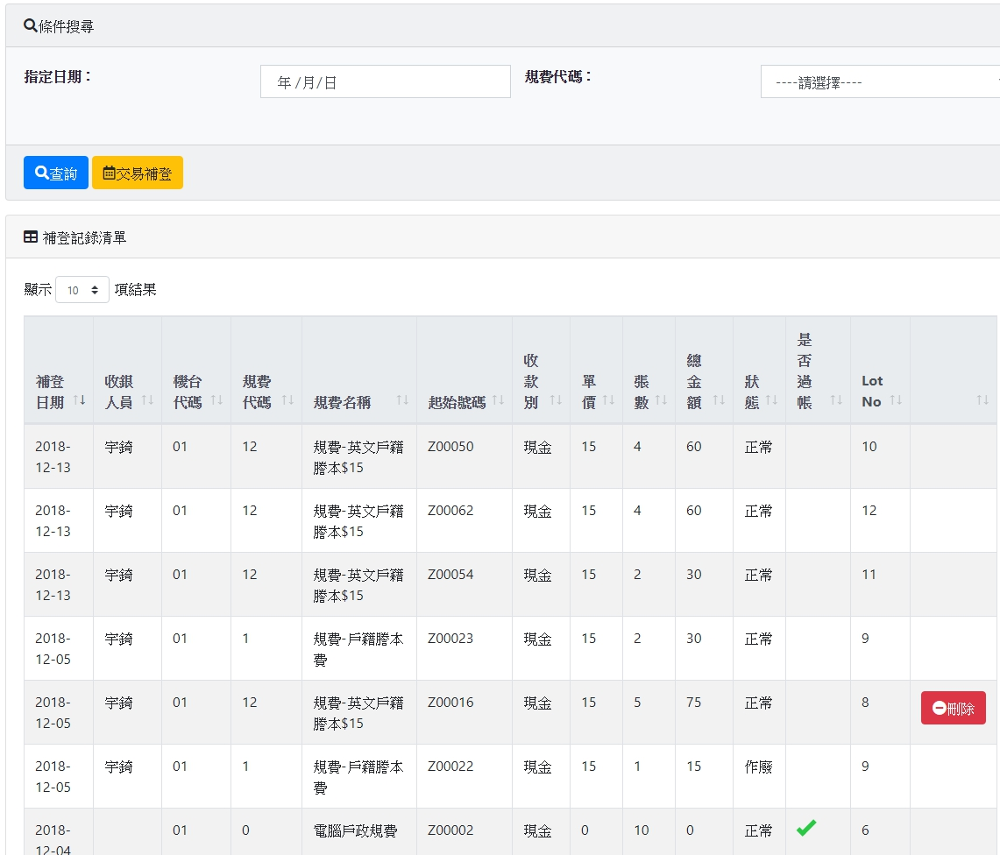 條件搜尋
指定日期：
年 /月/日
規費代碼：
----請選擇----
查詢
交易補登
補登記錄清單
顯示 10 項結果
補登日期 收銀人員 機台代碼 規費代碼 規費名稱 起始號碼 收款別 單價 張數 總金額 狀態 是否過帳 Lot No
2018-12-13 宇錡 01 12 規費-英文戶籍謄本$15 Z00050 現金 15 4 60 正常 10
2018-12-13 宇錡 01 12 規費-英文戶籍謄本$15 Z00062 現金 15 4 60 正常 12
2018-12-13 宇錡 01 12 規費-英文戶籍謄本$15 Z00054 現金 15 2 30 正常 11
2018-12-05 宇錡 01 1 規費-戶籍謄本費 Z00023 現金 15 2 30 正常 9
2018-12-05 宇錡 01 12 規費-英文戶籍謄本$15 Z00016 現金 15 5 75 正常 8 刪除
2018-12-05 宇錡 01 1 規費-戶籍謄本費 Z00022 現金 15 1 15 作廢 9
2018-12-04 01 0 電腦戶政規費 Z00002 現金 0 10 0 正常 6